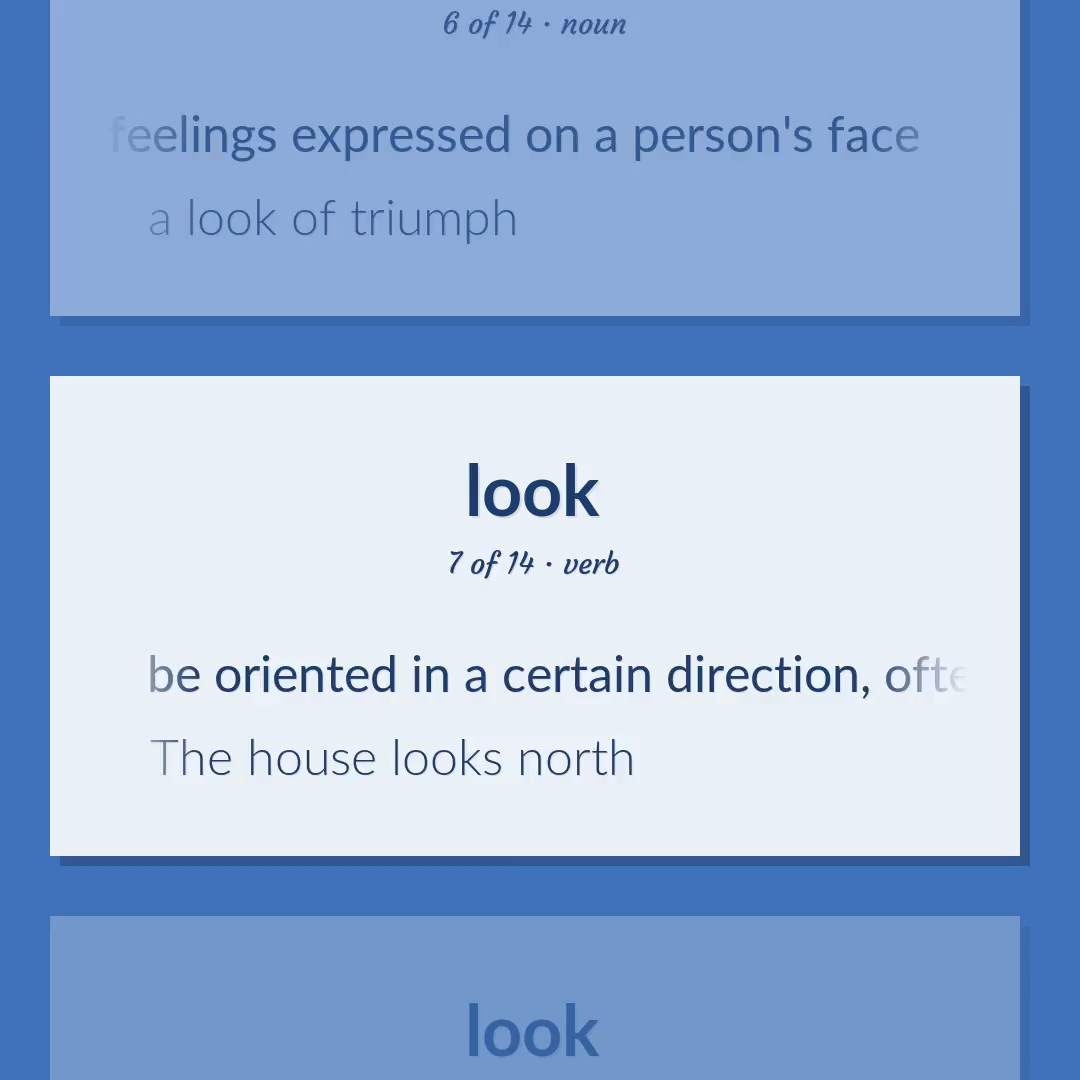 6 of 14 · noun
feelings expressed on a person's face
a look of triumph
look
7 of 14 · verb
be oriented in a certain direction,
The house looks north
look